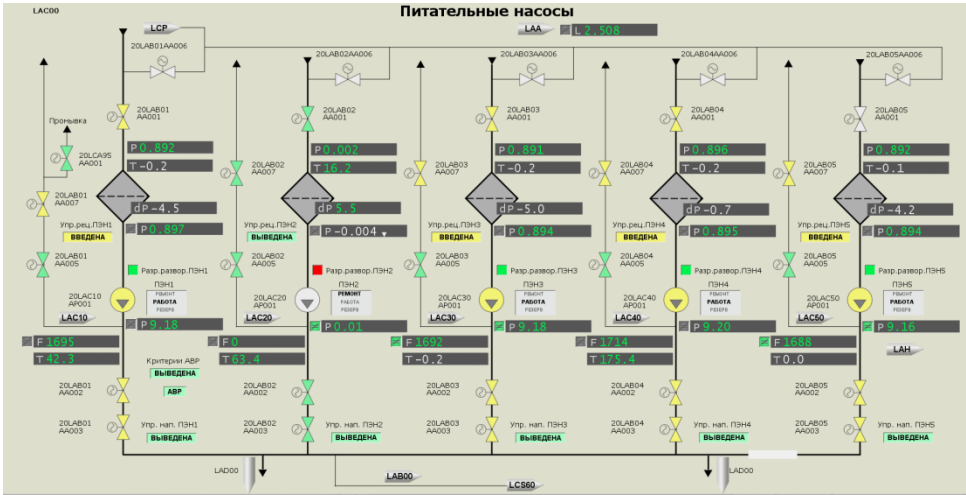 LAC00
Питательные насосы
LCP
LAA
L 2.508
20LAB01AA006
20LAB02AA006
20LAB03AA006
20LAB04AA006
20LAB05AA006
20LAB01
AA001
20LAB02
AA001
20LAB03
AA001
20LAB04
AA001
20LAB05
AA001
Промывка
20LCA95
AA001
P 0.892
T -0.2
P 0.002
T 16.2
P 0.891
T -0.2
P 0.896
T -0.2
P 0.892
T -0.1
20LAB01
AA007
20LAB02
AA007
20LAB03
AA007
20LAB04
AA007
20LAB05
AA007
dP -4.5
dP 5.5
dP -5.0
dP -0.7
dP -4.2
Упр.рец.ПЭН1
ВВЕДЕНА
P 0.897
Упр.рец.ПЭН2
ВЫВЕДЕНА
P -0.004
Упр.рец.ПЭН3
ВВЕДЕНА
P 0.894
Упр.рец.ПЭН4
ВВЕДЕНА
P 0.895
Упр.рец.ПЭН5
ВВЕДЕНА
P 0.894
20LAB01
AA005
20LAB02
AA005
20LAB03
AA005
20LAB04
AA005
20LAB05
AA005
Разр.развор.ПЭН1
Разр.развор.ПЭН2
Разр.развор.ПЭН3
Разр.развор.ПЭН4
Разр.развор.ПЭН5
20LAC10
AP001
LAC10
ПЭН1
РЕМОНТ
РАБОТА
РЕЗЕРВ
20LAC20
AP001
LAC20
ПЭН2
РЕМОНТ
РАБОТА
РЕЗЕРВ
20LAC30
AP001
LAC30
ПЭН3
РЕМОНТ
РАБОТА
РЕЗЕРВ
20LAC40
AP001
LAC40
ПЭН4
РЕМОНТ
РАБОТА
РЕЗЕРВ
20LAC50
AP001
LAC50
ПЭН5
РЕМОНТ
РАБОТА
РЕЗЕРВ
P 9.18
P 0.01
P 9.18
P 9.20
P 9.16
F 1695
T 42.3
F 0
T 63.4
F 1692
T -0.2
F 1714
T 175.4
F 1688
T 0.0
LAH
Критерии АВР
ВЫВЕДЕНА
АВР
20LAB01
AA002
20LAB02
AA002
20LAB03
AA002
20LAB04
AA002
20LAB05
AA002
20LAB01
AA003
20LAB02
AA003
20LAB03
AA003
20LAB04
AA003
20LAB05
AA003
Упр. нап. ПЭН1
ВЫВЕДЕНА
Упр. нап. ПЭН2
ВЫВЕДЕНА
Упр. нап. ПЭН3
ВЫВЕДЕНА
Упр. нап. ПЭН4
ВЫВЕДЕНА
Упр. нап. ПЭН5
ВЫВЕДЕНА
LAD00
LAB00
LCS60
LAD00